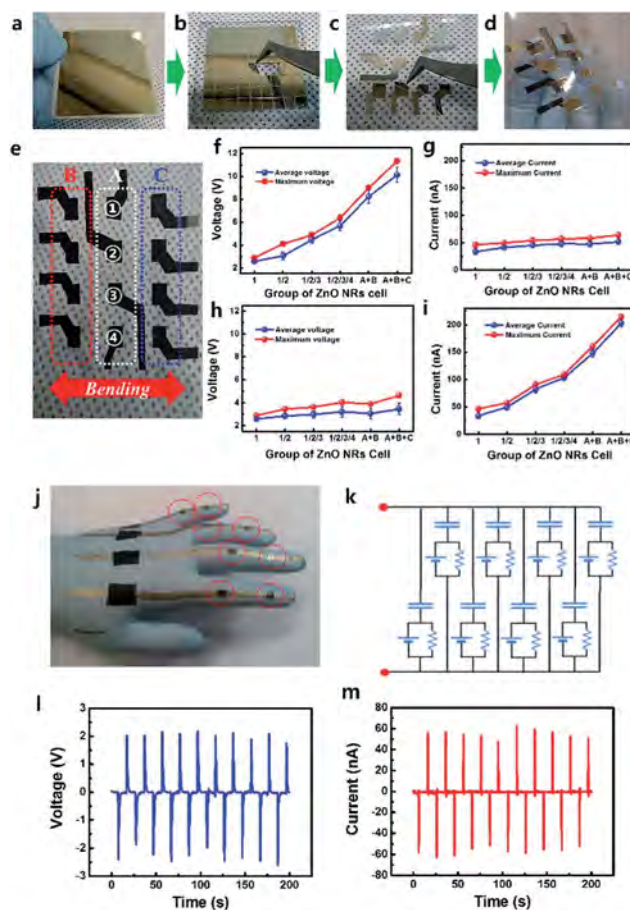 a
b
c
d
e
B A C
①
②
③
④
Bending
f
Voltage (V)
12
10
8
6
4
2
Average voltage
Maximum voltage
1 1/2 1/2/3 1/2/3/4 A+B A+B+C
Group of ZnO NRs Cell
g
Current (nA)
200
150
100
50
0
Average Current
Maximum Current
1 1/2 1/2/3 1/2/3/4 A+B A+B+C
Group of ZnO NRs Cell
h
Voltage (V)
12
10
8
6
4
2
Average voltage
Maximum voltage
1 1/2 1/2/3 1/2/3/4 A+B A+B+C
Group of ZnO NRs Cell
i
Current (nA)
200
150
100
50
0
Average Current
Maximum Current
1 1/2 1/2/3 1/2/3/4 A+B A+B+C
Group of ZnO NRs Cell
j
k
l
Voltage (V)
3
2
1
0
-1
-2
-3
0 50 100 150 200
Time (s)
m
Current (nA)
80
60
40
20
0
-20
-40
-60
-80
0 50 100 150 200
Time (s)